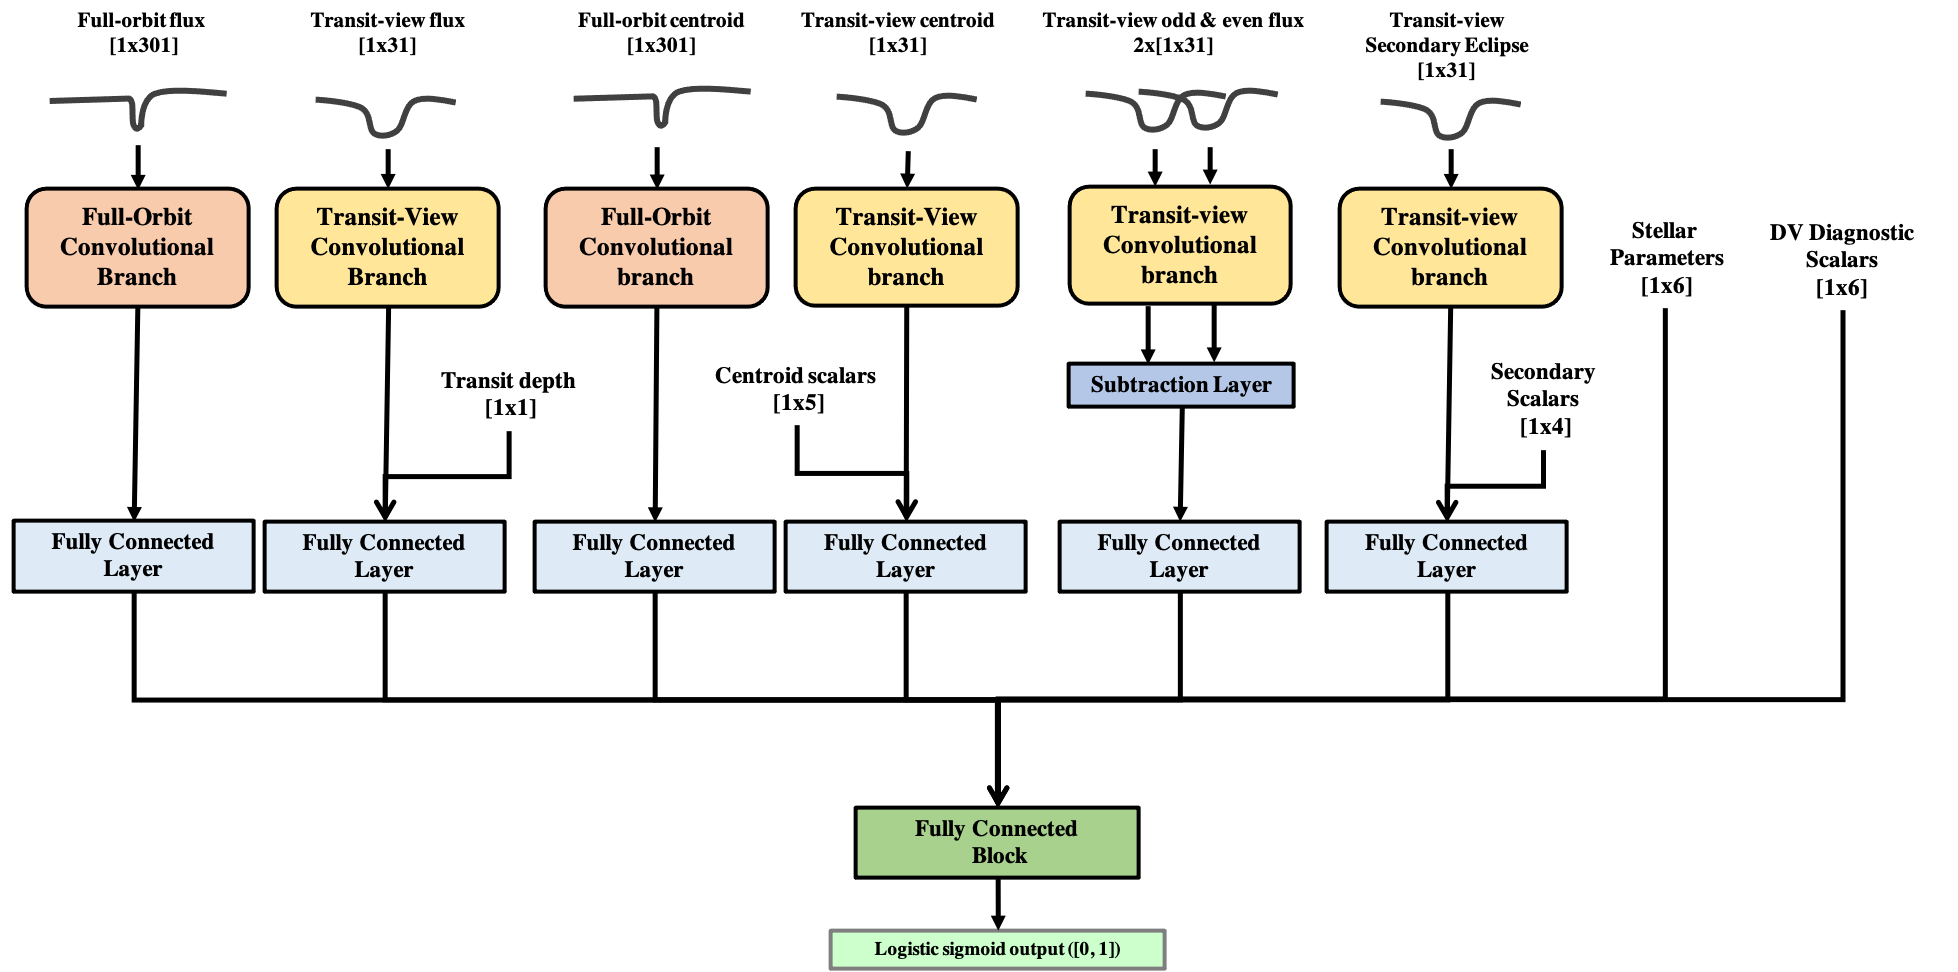 Full-orbit flux
[1x301]
Transit-view flux
[1x31]
Full-orbit centroid
[1x301]
Transit-view centroid
[1x31]
Transit-view odd & even flux
2x[1x31]
Transit-view
Secondary Eclipse
[1x31]
Full-Orbit
Convolutional
Branch
Transit-View
Convolutional
Branch
Full-Orbit
Convolutional
branch
Transit-View
Convolutional
branch
Transit-view
Convolutional
branch
Transit-view
Convolutional
branch
Stellar
Parameters
[1x6]
DV Diagnostic
Scalars
[1x6]
Transit depth
[1x1]
Centroid scalars
[1x5]
Subtraction Layer
Secondary
Scalars
[1x4]
Fully Connected
Layer
Fully Connected
Layer
Fully Connected
Layer
Fully Connected
Layer
Fully Connected
Layer
Fully Connected
Layer
Fully Connected
Block
Logistic sigmoid output ([0, 1])